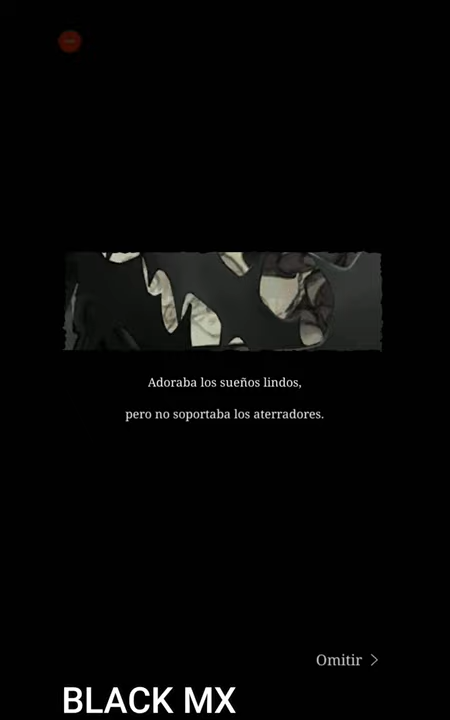 Adoraba los sueños lindos,
pero no soportaba los aterradores.
Omitir
BLACK MX